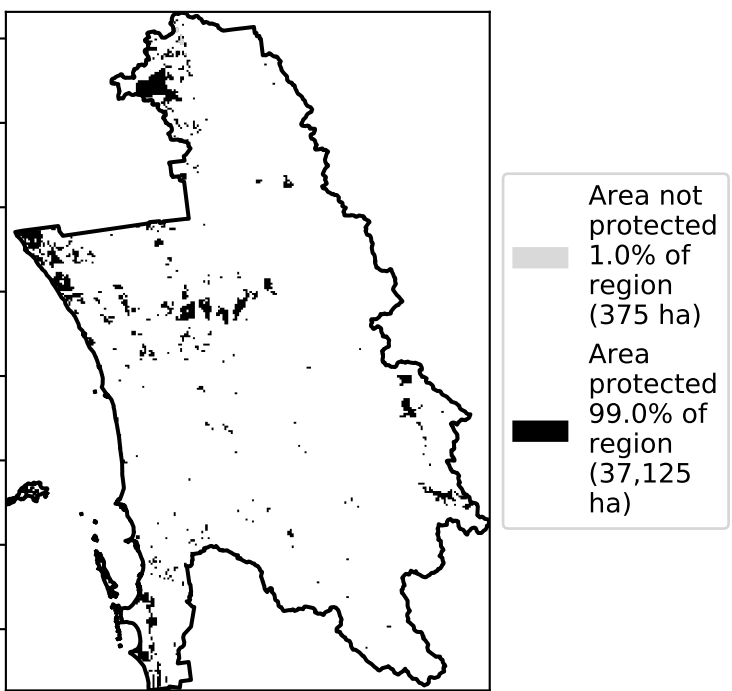 Area not
protected
1.0% of
region
(375 ha)
Area
protected
99.0% of
region
(37,125
ha)